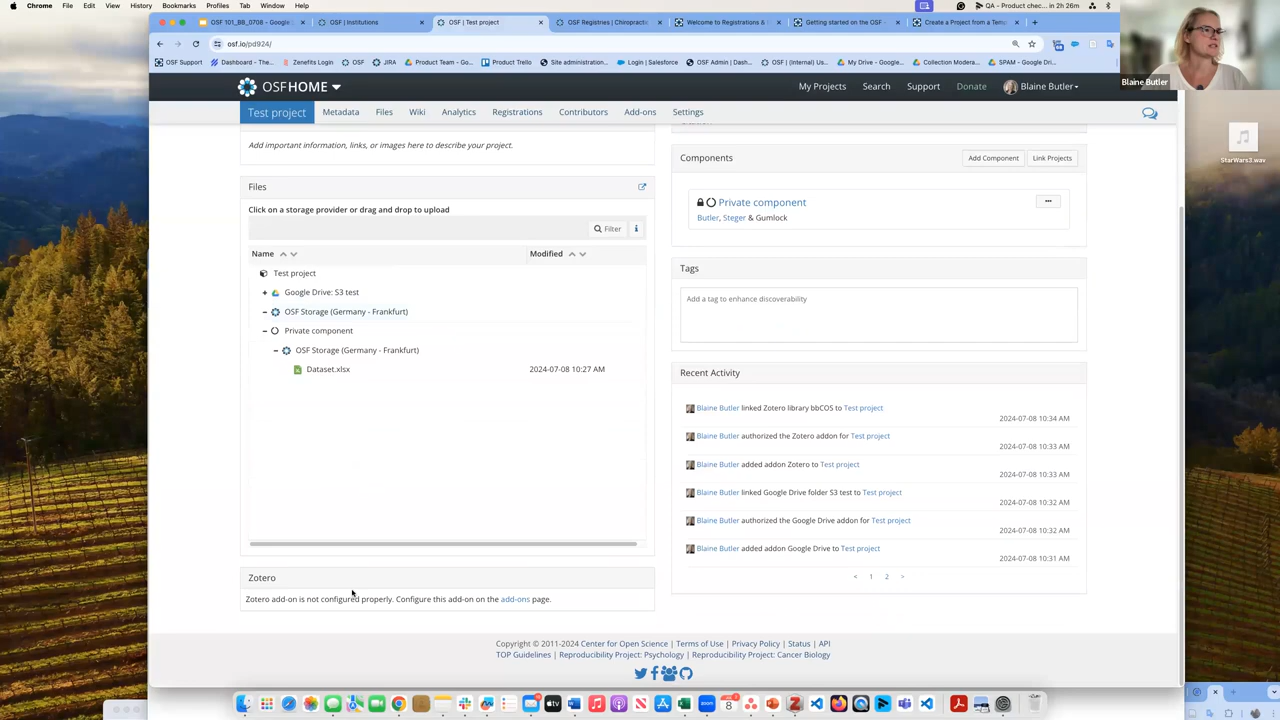 Chrome File Edit View History Bookmarks Profiles Tab Window Help
QA - Product chec... in 2h 26m
OSF 101_BB_0708 - Google
OSF | Institutions
OSF | Test project
OSF Registries | Chiropractic
Welcome to Registrations &
Getting started on the OSF -
Create a Project from a Temp
osf.io/pd924/
OSF Support
Dashboard - The...
Zenefits Login
OSF
JIRA
Product Team - Go...
Product Trello
Site administration...
Login | Salesforce
OSF Admin | Dash...
OSF | (Internal) Us...
My Drive - Google...
Collection Modera...
SPAM - Google Dri...
Blaine Butler
OSFHOME
My Projects Search Support Donate Blaine Butler
Test project Metadata Files Wiki Analytics Registrations Contributors Add-ons Settings
StarWars3.wav
Add important information, links, or images here to describe your project.
Files
Click on a storage provider or drag and drop to upload
Filter
Name Modified
Test project
Google Drive: S3 test
OSF Storage (Germany - Frankfurt)
Private component
OSF Storage (Germany - Frankfurt)
Dataset.xlsx 2024-07-08 10:27 AM
Zotero
Zotero add-on is not configured properly. Configure this add-on on the add-ons page.
Components
Add Component
Link Projects
Private component
Butler, Steger & Gumlock
Tags
Add a tag to enhance discoverability
Recent Activity
Blaine Butler linked Zotero library bbCOS to Test project
2024-07-08 10:34 AM
Blaine Butler authorized the Zotero addon for Test project
2024-07-08 10:33 AM
Blaine Butler added addon Zotero to Test project
2024-07-08 10:33 AM
Blaine Butler linked Google Drive folder S3 test to Test project
2024-07-08 10:32 AM
Blaine Butler authorized the Google Drive addon for Test project
2024-07-08 10:32 AM
Blaine Butler added addon Google Drive to Test project
2024-07-08 10:31 AM
< 1 2 >
Copyright © 2011-2024 Center for Open Science | Terms of Use | Privacy Policy | Status | API
TOP Guidelines | Reproducibility Project: Psychology | Reproducibility Project: Cancer Biology